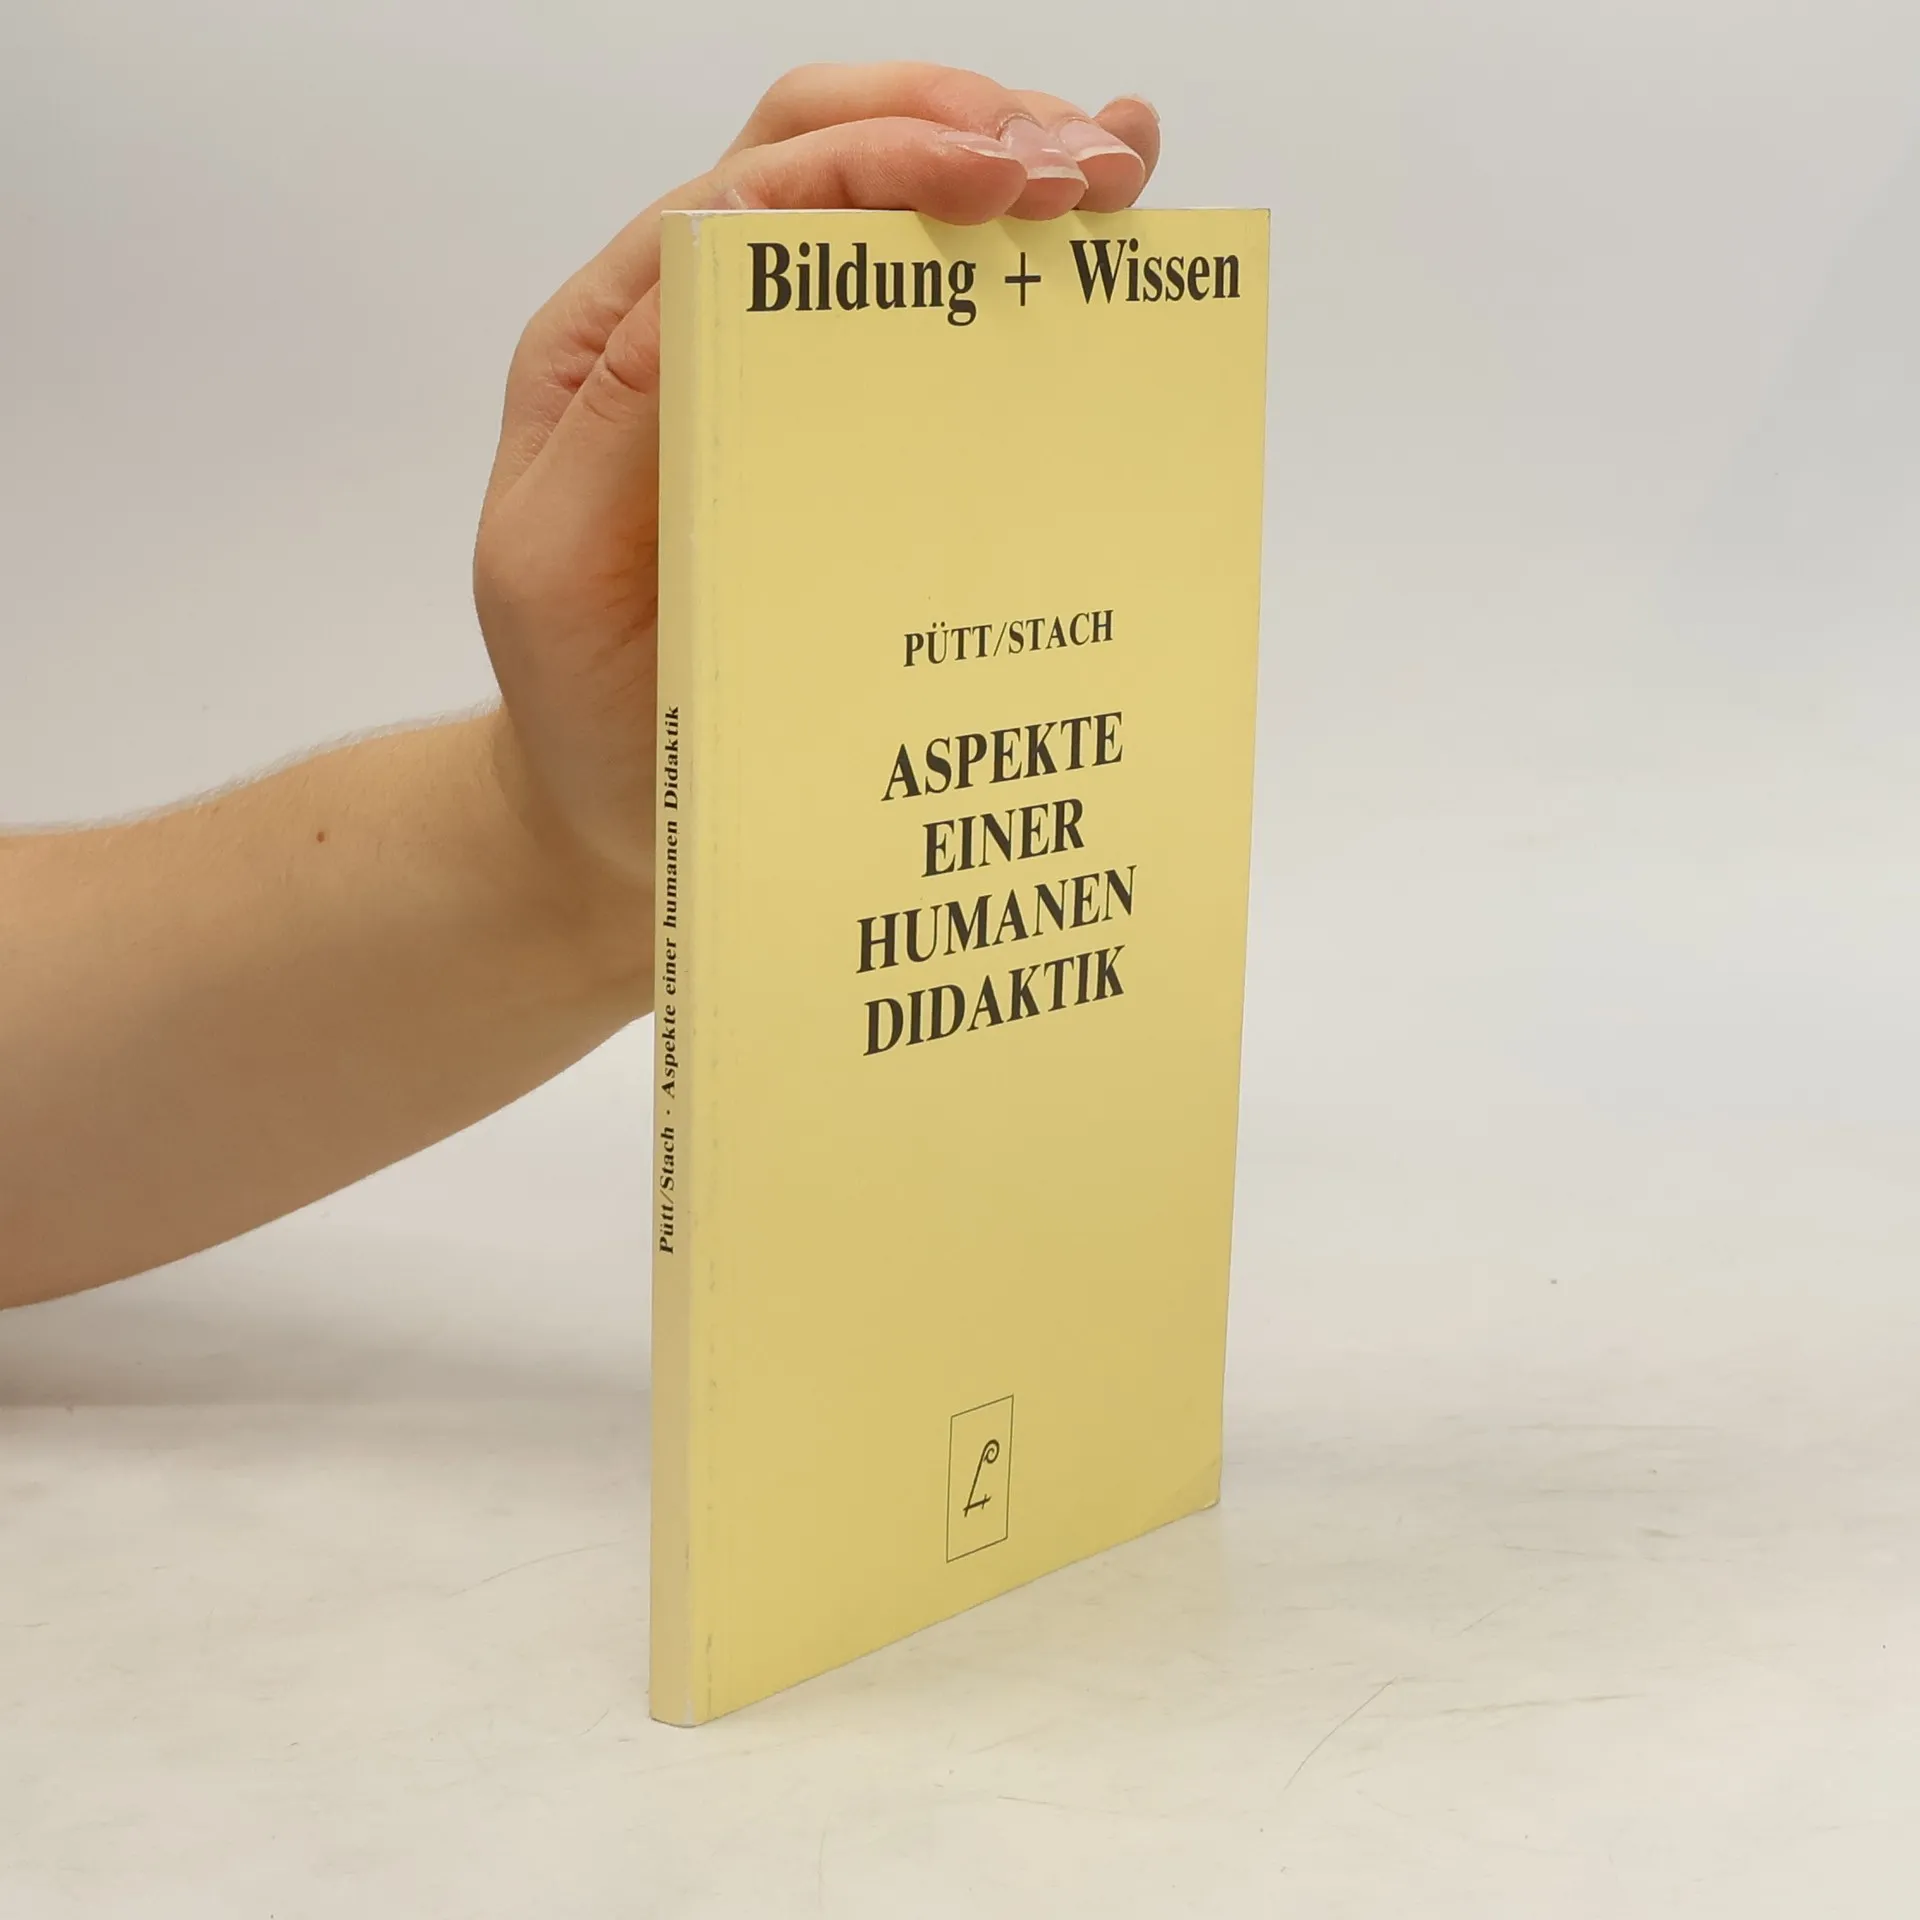 Bildung + Wissen
PÜTT/STACH
ASPEKTE
EINER
HUMANEN
DIDAKTIK
Pütt/Stach · Aspekte einer humanen Didaktik